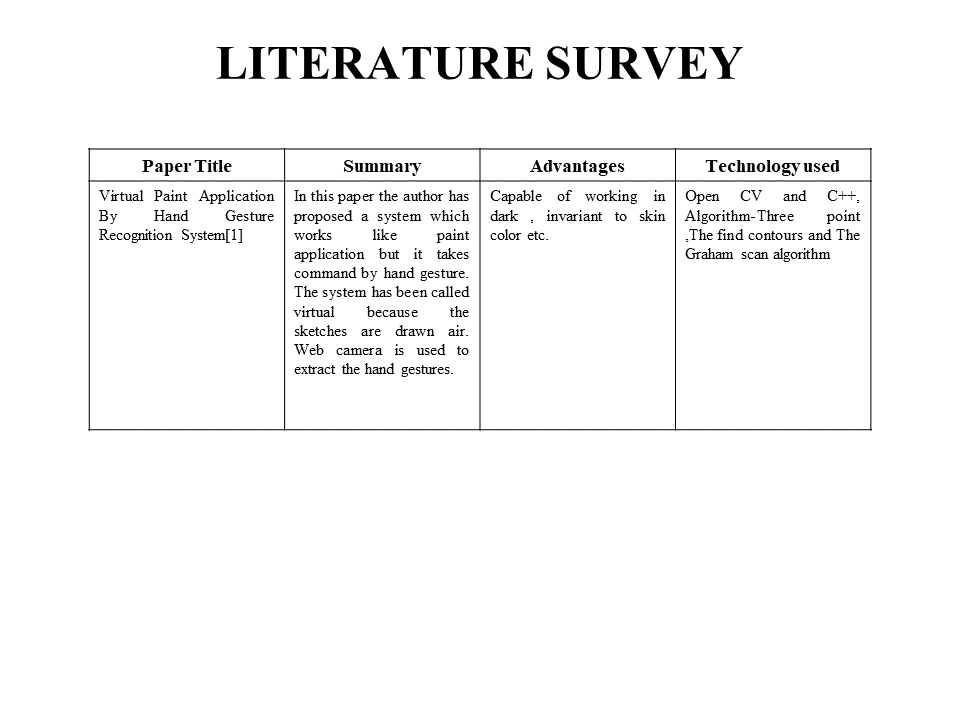 LITERATURE SURVEY
Paper Title
Summary
Advantages
Technology used
Virtual Paint Application
By Hand Gesture
Recognition System[1]
In this paper the author has
proposed a system which
works like paint
application but it takes
command by hand gesture.
The system has been called
virtual because the
sketches are drawn air.
Web camera is used to
extract the hand gestures.
Capable of working in
dark , invariant to skin
color etc.
Open CV and C++,
Algorithm-Three point
,The find contours and The
Graham scan algorithm